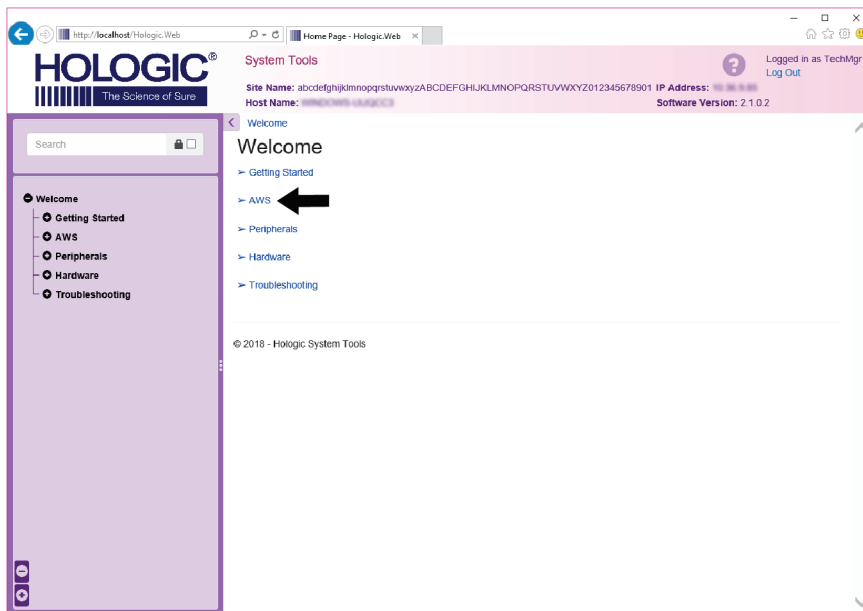 http://localhost/Hologic.Web
Home Page - Hologic.Web
HOLOGIC®
The Science of Sure
System Tools
Logged in as TechMgr
Log Out
Site Name: abcdefghijklmnopqrstuvwxyzABCDEFGHIJKLMNOPQRSTUVWXYZ012345678901 IP Address:
Host Name:
Software Version: 2.1.0.2
Search
Welcome
Welcome
Getting Started
AWS
Peripherals
Hardware
Troubleshooting
Welcome
Getting Started
AWS
Peripherals
Hardware
Troubleshooting
© 2018 - Hologic System Tools